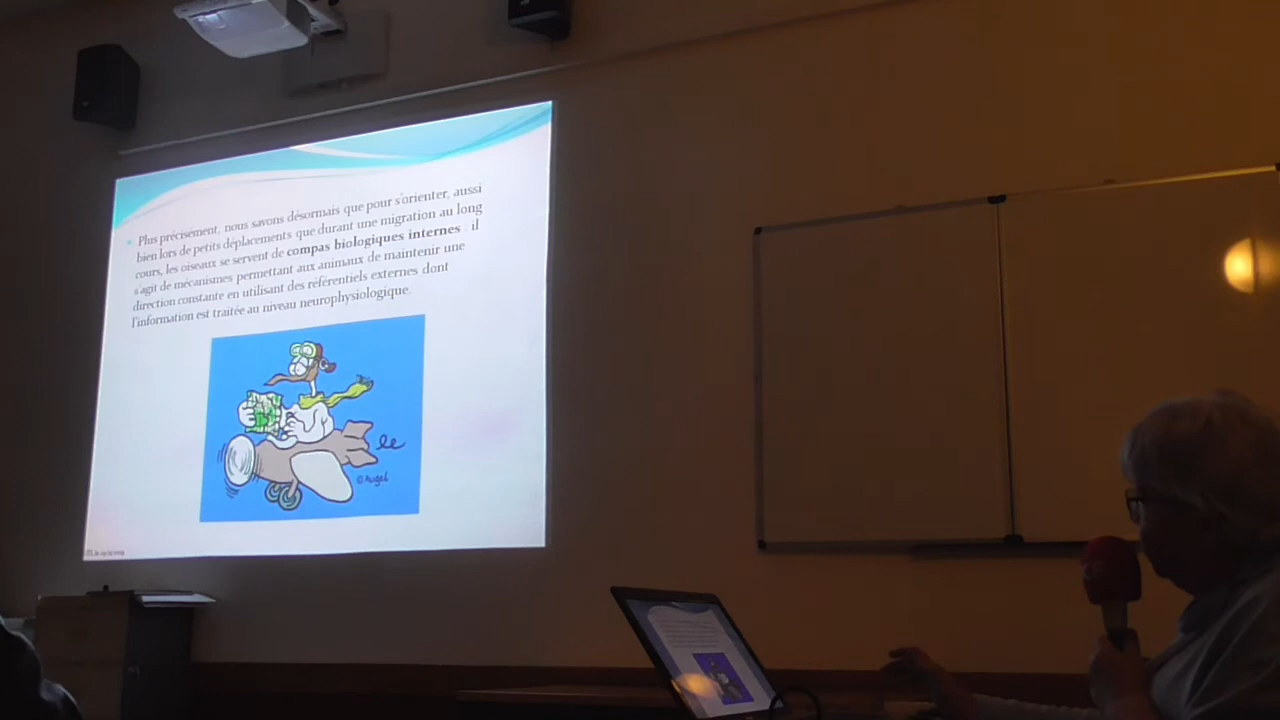 Plus précisément, nous savons désormais que pour s'orienter, aussi
bien lors de petits déplacements que durant une migration au long
cours, les oiseaux se servent de compas biologiques internes : il
s'agit de mécanismes permettant aux animaux de maintenir une
direction constante en utilisant des référentiels externes dont
l'information est traitée au niveau neurophysiologique.